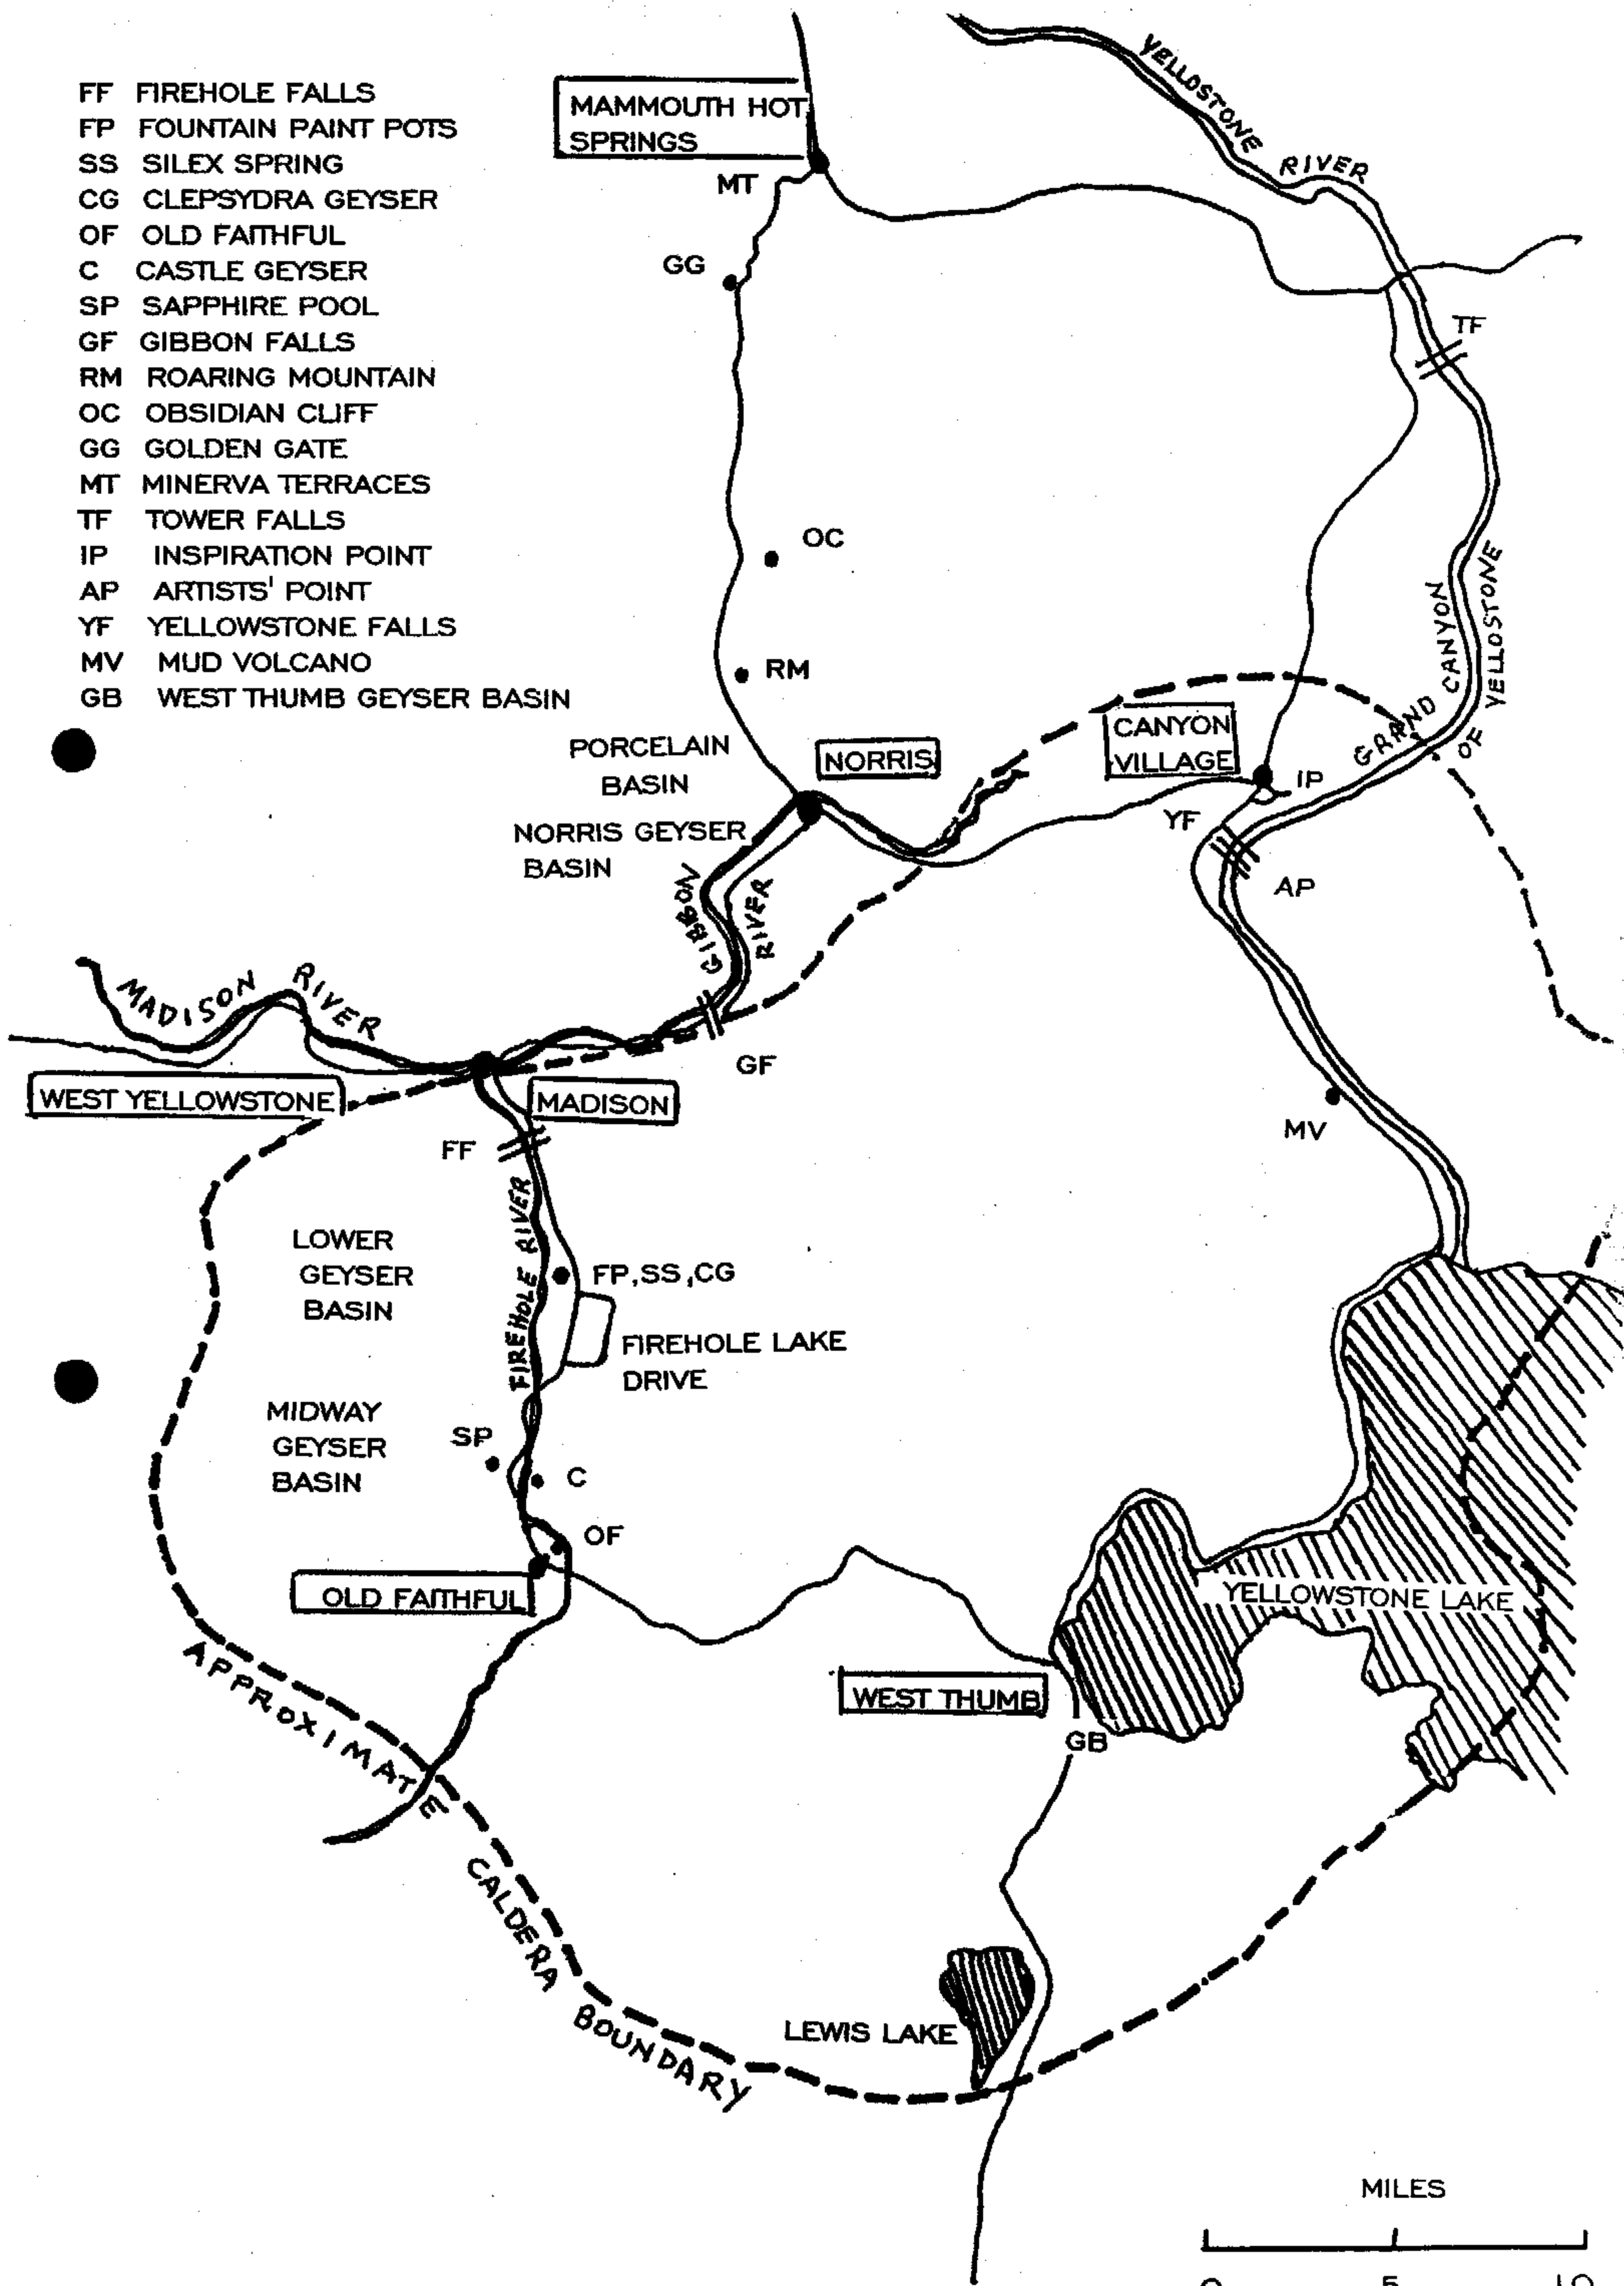 FF FIREHOLE FALLS
FP FOUNTAIN PAINT POTS
SS SILEX SPRING
CG CLEPSYDRA GEYSER
OF OLD FAITHFUL
C CASTLE GEYSER
SP SAPPHIRE POOL
GF GIBBON FALLS
RM ROARING MOUNTAIN
OC OBSIDIAN CLIFF
GG GOLDEN GATE
MT MINERVA TERRACES
TF TOWER FALLS
IP INSPIRATION POINT
AP ARTISTS' POINT
YF YELLOWSTONE FALLS
MV MUD VOLCANO
GB WEST THUMB GEYSER BASIN
MAMMOUTH HOT
SPRINGS
YELLOSTONE RIVER
MT
GG
TF
OC
RM
GRAND CANYON
OF YELLOSTONE
PORCELAIN
BASIN
NORRIS
CANYON
VILLAGE
IP
YF
NORRIS GEYSER
BASIN
AP
GIBBON
RIVER
MADISON RIVER
GF
WEST YELLOWSTONE
MADISON
MV
FF
FIREHOLE RIVER
LOWER
GEYSER
BASIN
FP,SS,CG
FIREHOLE LAKE
DRIVE
MIDWAY
GEYSER
BASIN
SP
C
OF
OLD FAITHFUL
YELLOWSTONE LAKE
WEST THUMB
GB
APPROXIMATE
CALDERA
BOUNDARY
LEWIS LAKE
MILES
0 5 10